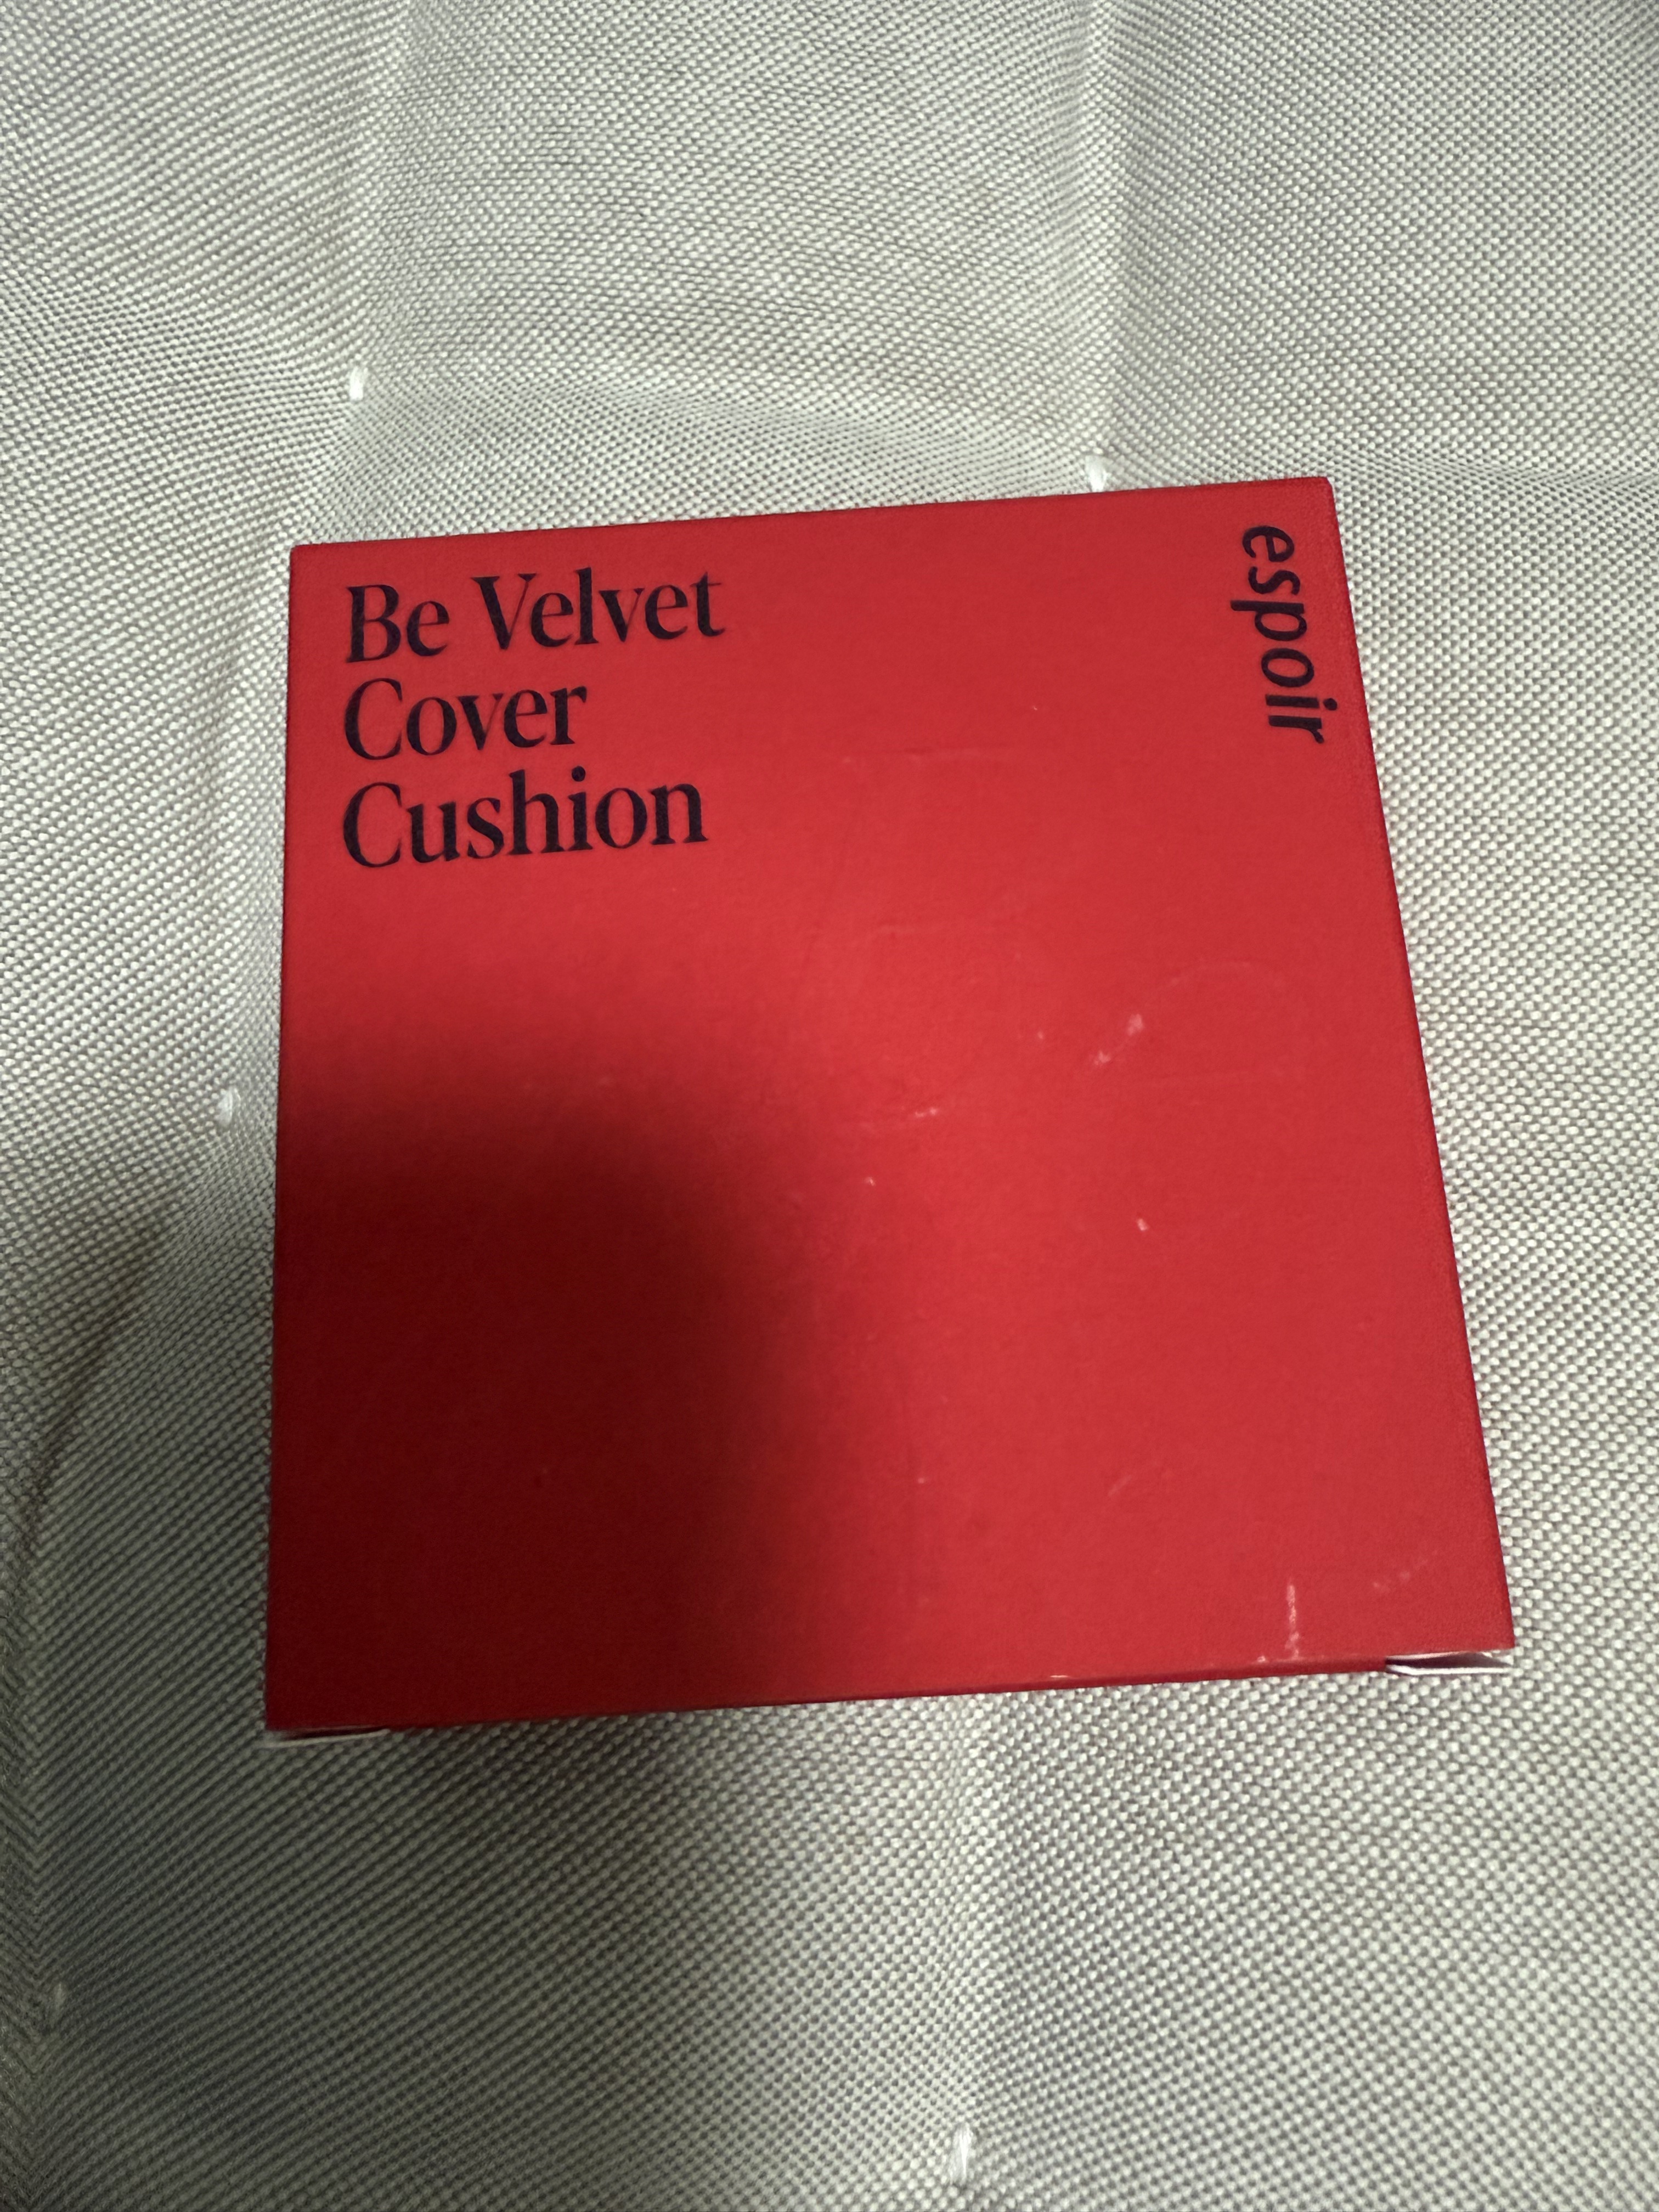 Be Velvet
Cover
Cushion
espoir